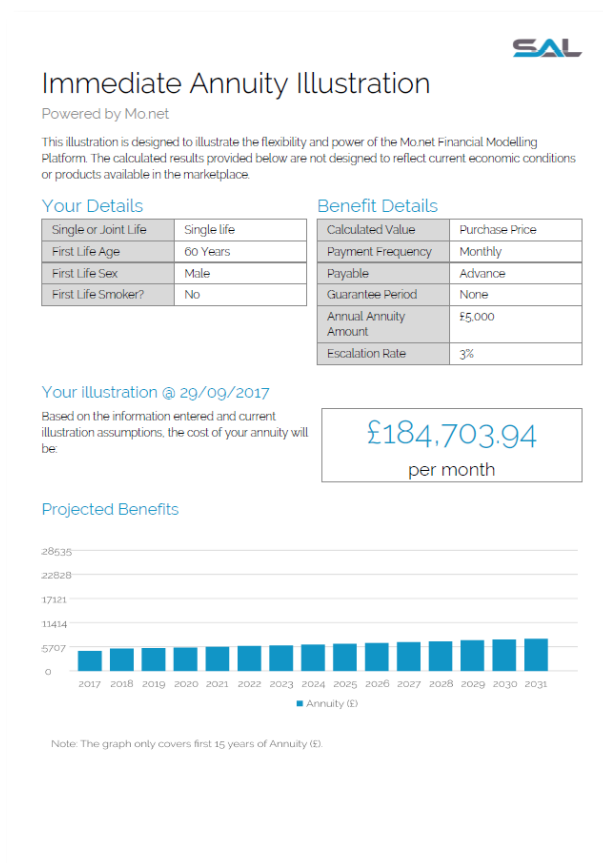 SAL
Immediate Annuity Illustration
Powered by Mo.net
This illustration is designed to illustrate the flexibility and power of the Mo.net Financial Modelling
Platform. The calculated results provided below are not designed to reflect current economic conditions
or products available in the marketplace.
Your Details
Single or Joint Life Single life
First Life Age 60 Years
First Life Sex Male
First Life Smoker? No
Benefit Details
Calculated Value Purchase Price
Payment Frequency Monthly
Payable Advance
Guarantee Period None
Annual Annuity
Amount £5,000
Escalation Rate 3%
Your illustration @ 29/09/2017
Based on the information entered and current
illustration assumptions, the cost of your annuity will
be:
£184,703.94
per month
Projected Benefits
28535
22828
17121
11414
5707
0
2017 2018 2019 2020 2021 2022 2023 2024 2025 2026 2027 2028 2029 2030 2031
Annuity (£)
Note: The graph only covers first 15 years of Annuity (£).